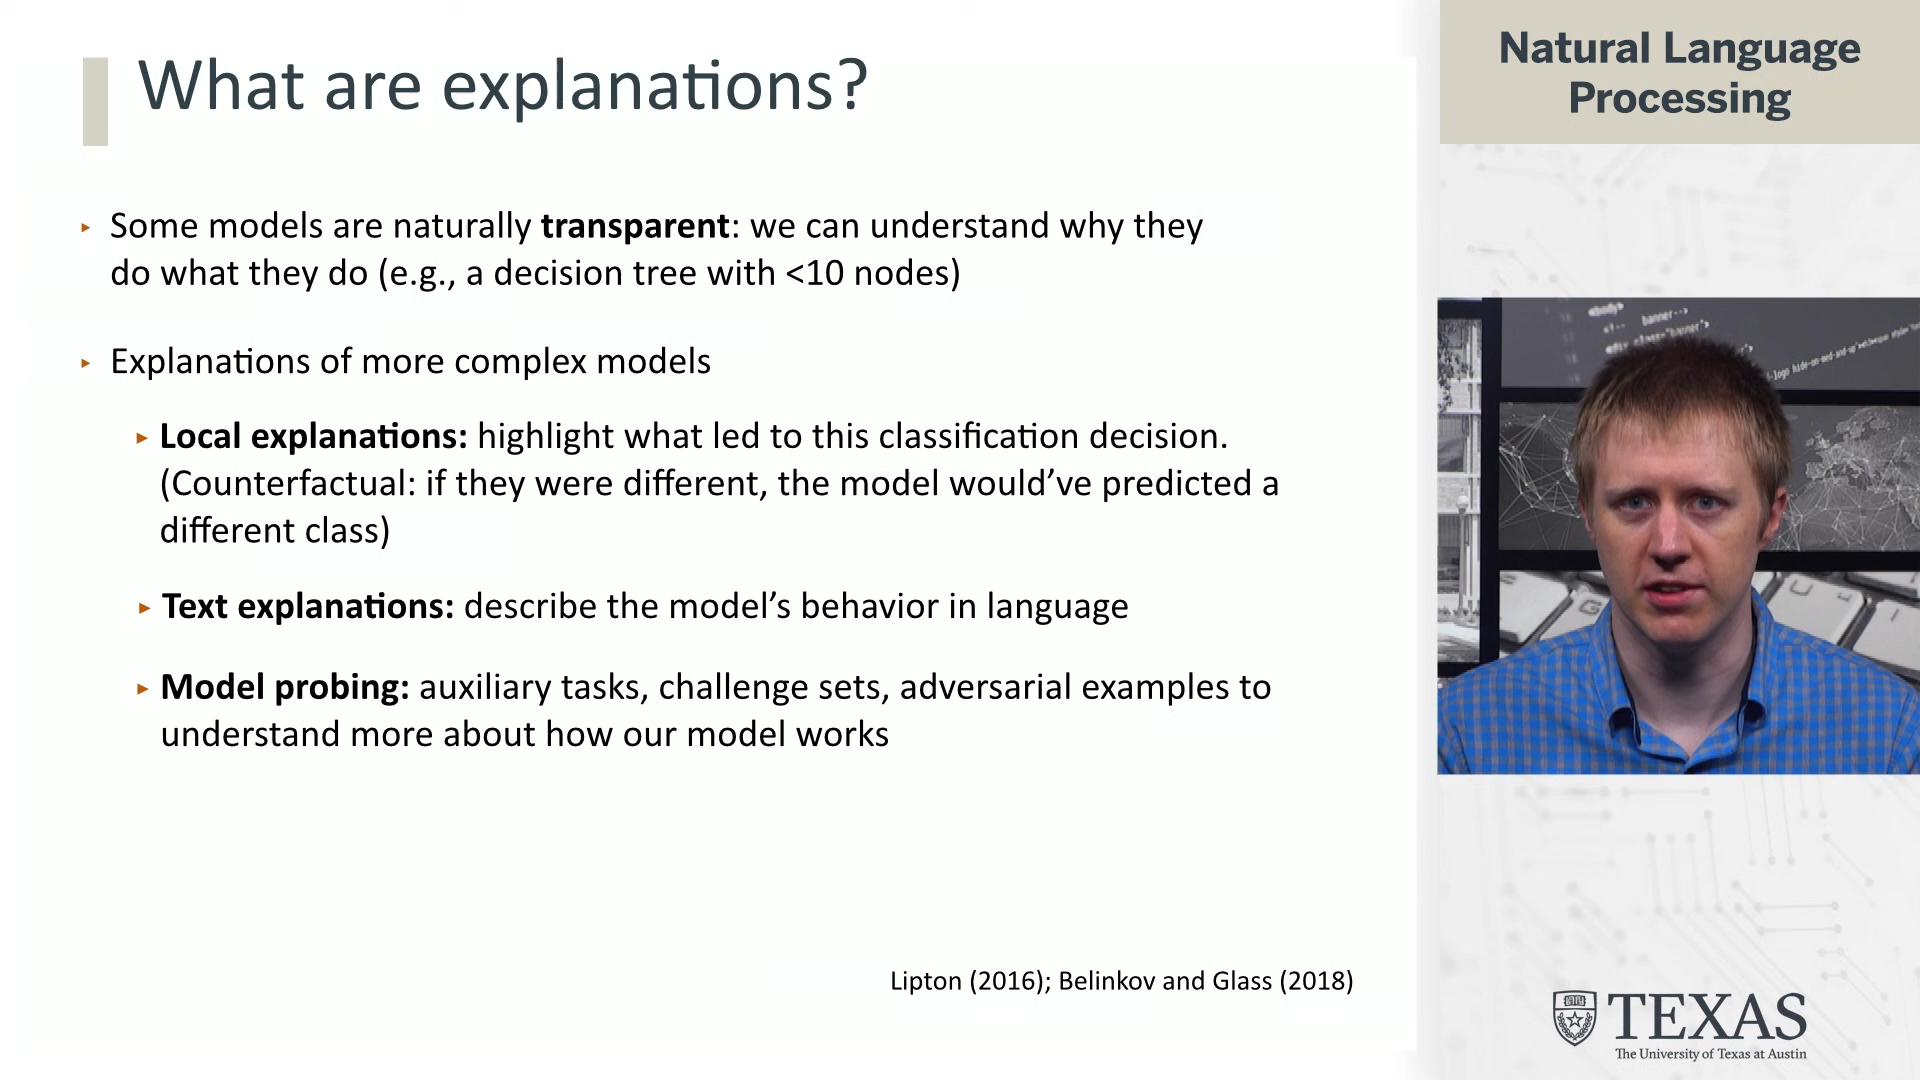 What are explanations?
Some models are naturally transparent: we can understand why they
do what they do (e.g., a decision tree with <10 nodes)
Explanations of more complex models
Local explanations: highlight what led to this classification decision.
(Counterfactual: if they were different, the model would’ve predicted a
different class)
Text explanations: describe the model’s behavior in language
Model probing: auxiliary tasks, challenge sets, adversarial examples to
understand more about how our model works
Lipton (2016); Belinkov and Glass (2018)
Natural Language
Processing
<body>
banner-->
TEXAS
The University of Texas at Austin